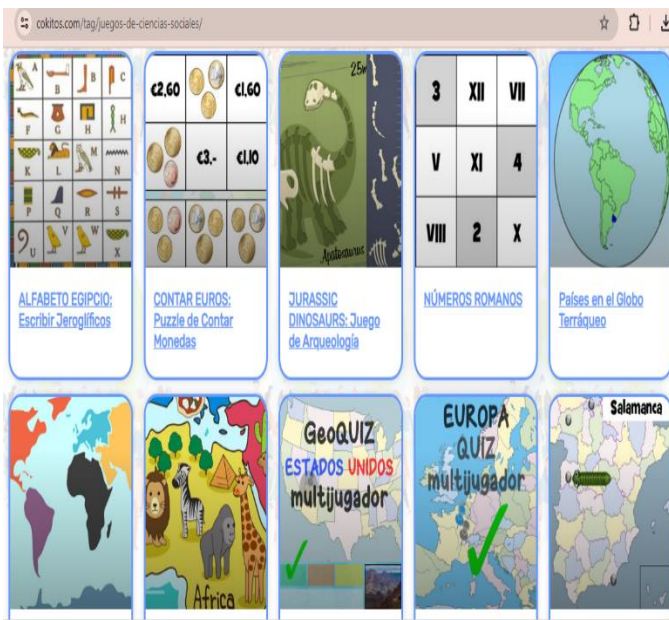 cokitos.com/tag/juegos-de-ciencias-sociales/
A B C
F G H H
K L M N
P Q R S
U V W X
€2,60 €1,60
€3,- €1,10
25
Apatosaurus
3 XII VII
V XI 4
VIII 2 X
ALFABETO EGIPCIO:
Escribir Jeroglíficos
CONTAR EUROS:
Puzzle de Contar
Monedas
JURASSIC
DINOSAURS: Juego
de Arqueología
NÚMEROS ROMANOS
Países en el Globo
Terráqueo
Africa
GeoQUIZ
ESTADOS UNIDOS
multijugador
EUROPA
QUIZ
multijugador
Salamanca